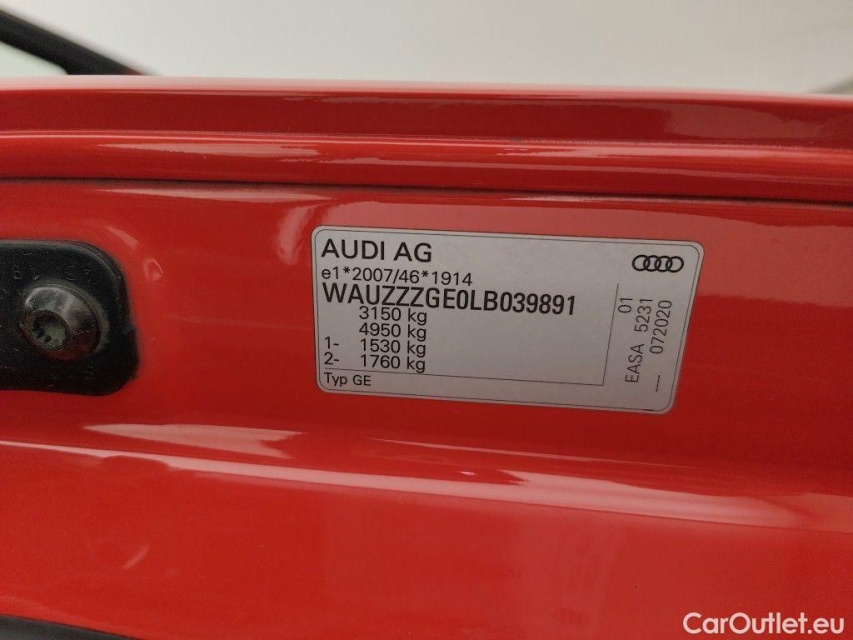 AUDI AG
e1*2007/46*1914
WAUZZZGE0LB039891
3150 kg
4950 kg
1- 1530 kg
2- 1760 kg
Typ GE
01
EASA 5231
— 072020
CarOutlet.eu